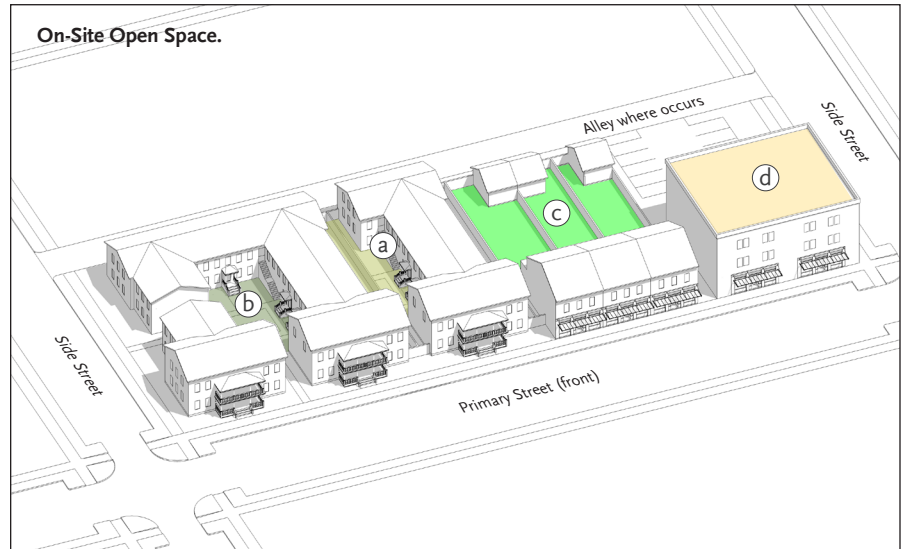 On-Site Open Space.
Alley where occurs
Side Street
d
c
a
b
Side Street
Primary Street (front)